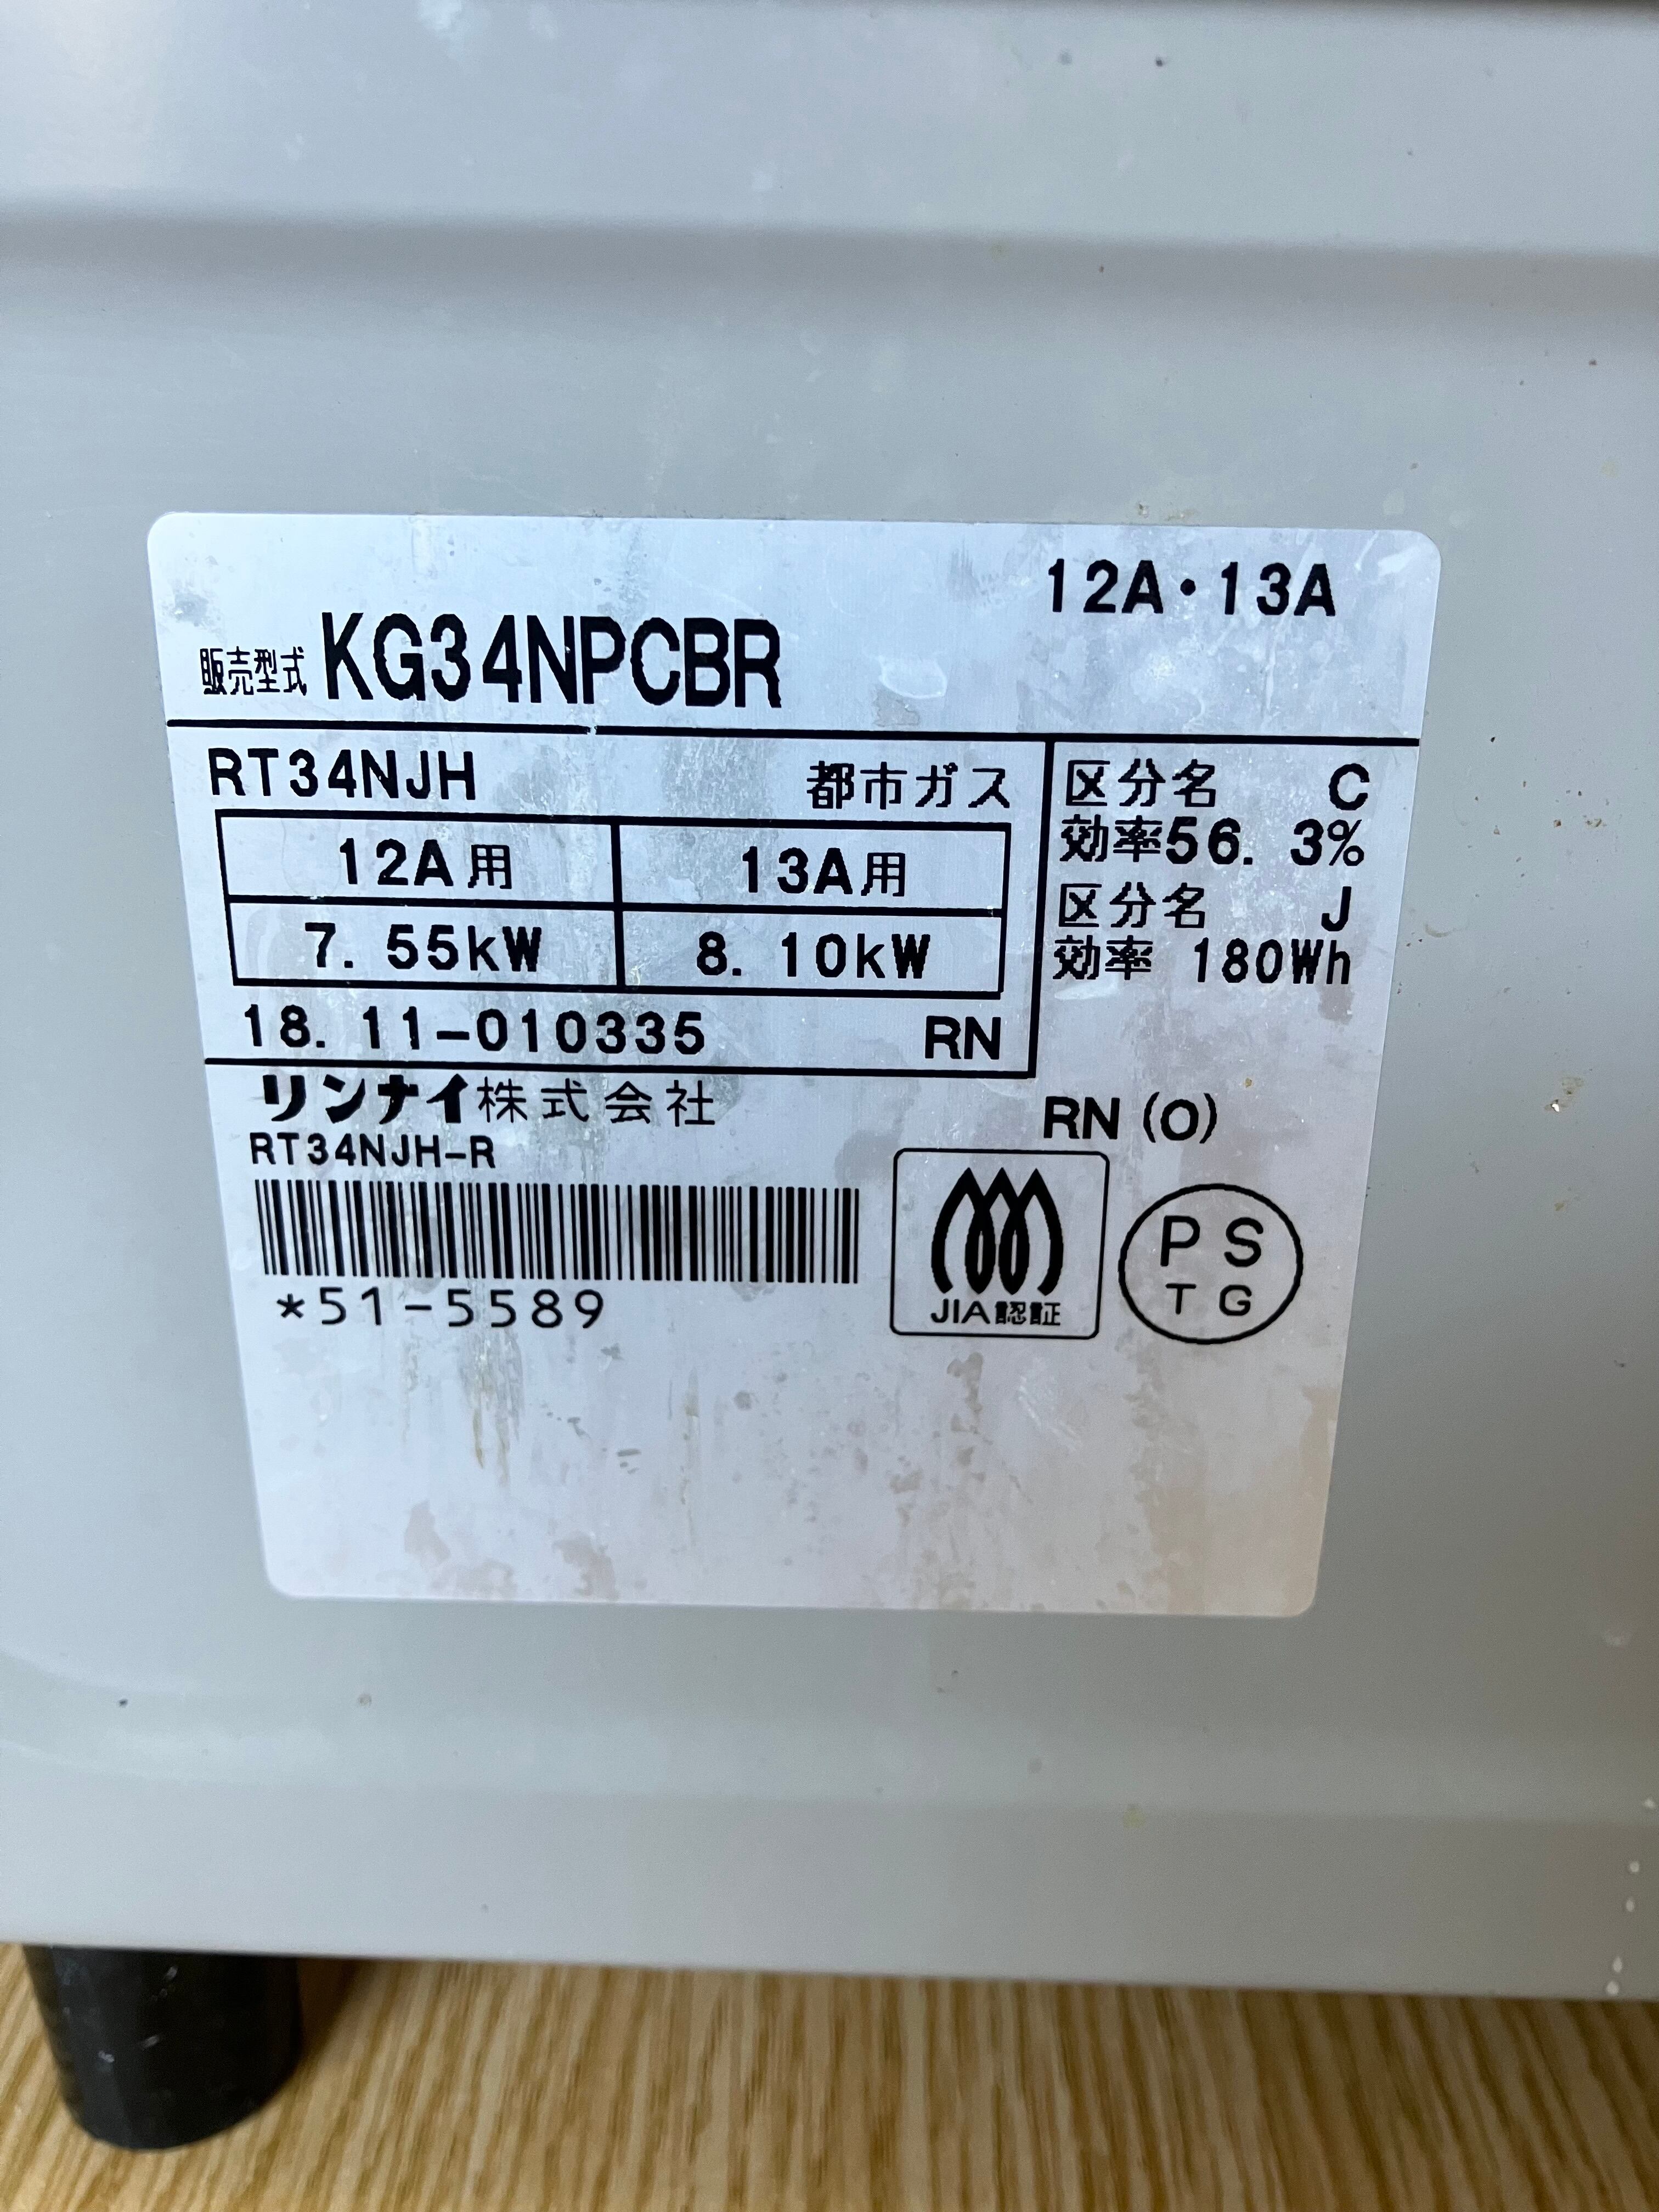 12A・13A
販売型式 KG34NPCBR
RT34NJH 都市ガス
12A用 13A用
7.55kW 8.10kW
18.11-010335 RN
区分名 C
効率56.3%
区分名 J
効率 180Wh
リンナイ株式会社
RT34NJH-R
*51-5589
RN(O)
JIA認証
PS
TG